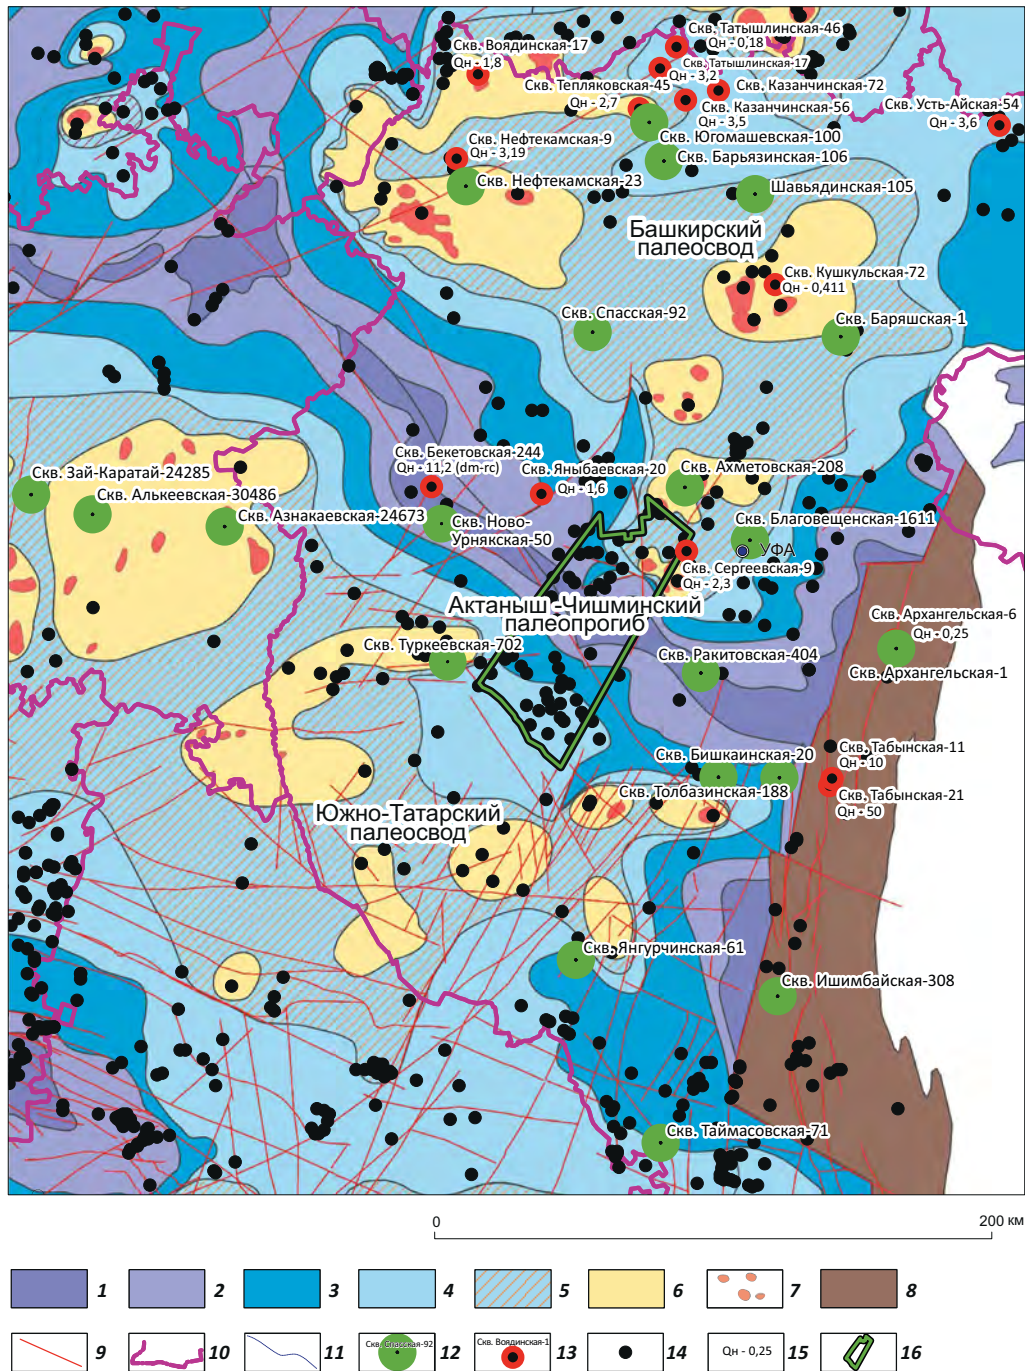 Скв. Татышлинская-46
Qн - 0,18
Скв. Воядинская-17
Qн - 1,8
Скв. Татышлинская-17
Qн - 3,2
Скв. Тепляковская-45
Qн - 2,7
Скв. Казанчинская-72
Скв. Казанчинская-56
Qн - 3,5
Скв. Усть-Айская-54
Qн - 3,6
Скв. Югомашевская-100
Скв. Нефтекамская-9
Qн - 3,19
Скв. Барьязинская-106
Скв. Нефтекамская-23
Шавьядинская-105
Башкирский
палеосвод
Скв. Кушкульская-72
Qн - 0,411
Скв. Спасская-92
Скв. Баряшская-1
Скв. Бекетовская-244
Qн - 11,2 (dm-rc)
Скв. Яныбаевская-20
Qн - 1,6
Скв. Ахметовская-208
Скв. Зай-Каратай-24285
Скв. Алькеевская-30486
Скв. Азнакаевская-24673
Скв. Ново-
Урнякская-50
Скв. Благовещенская-1611
УФА
Скв. Сергеевская-9
Qн - 2,3
Актаныш -Чишминский
палеопрогиб
Скв. Архангельская-6
Qн - 0,25
Скв. Туркеевская-702
Скв. Ракитовская-404
Скв. Архангельская-1
Скв. Бишкаинская-20
Скв. Табынская-11
Qн - 10
Скв. Толбазинская-188
Скв. Табынская-21
Qн - 50
Южно-Татарский
палеосвод
Скв. Янгурчинская-61
Скв. Ишимбайская-308
Скв. Таймасовская-71
0 200 км
1 2 3 4 5 6 7 8
9 10 11 Скв. Спасская-92 12 Скв. Воядинская-1 13 14 Qн - 0,25 15 16